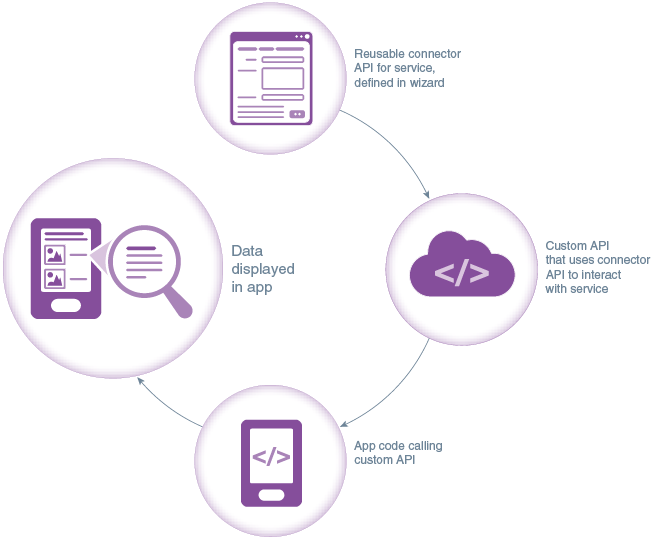 Reusable connector
API for service,
defined in wizard
Custom API
that uses connector
API to interact
with service
</>
Data
displayed
in app
</>
App code calling
custom API